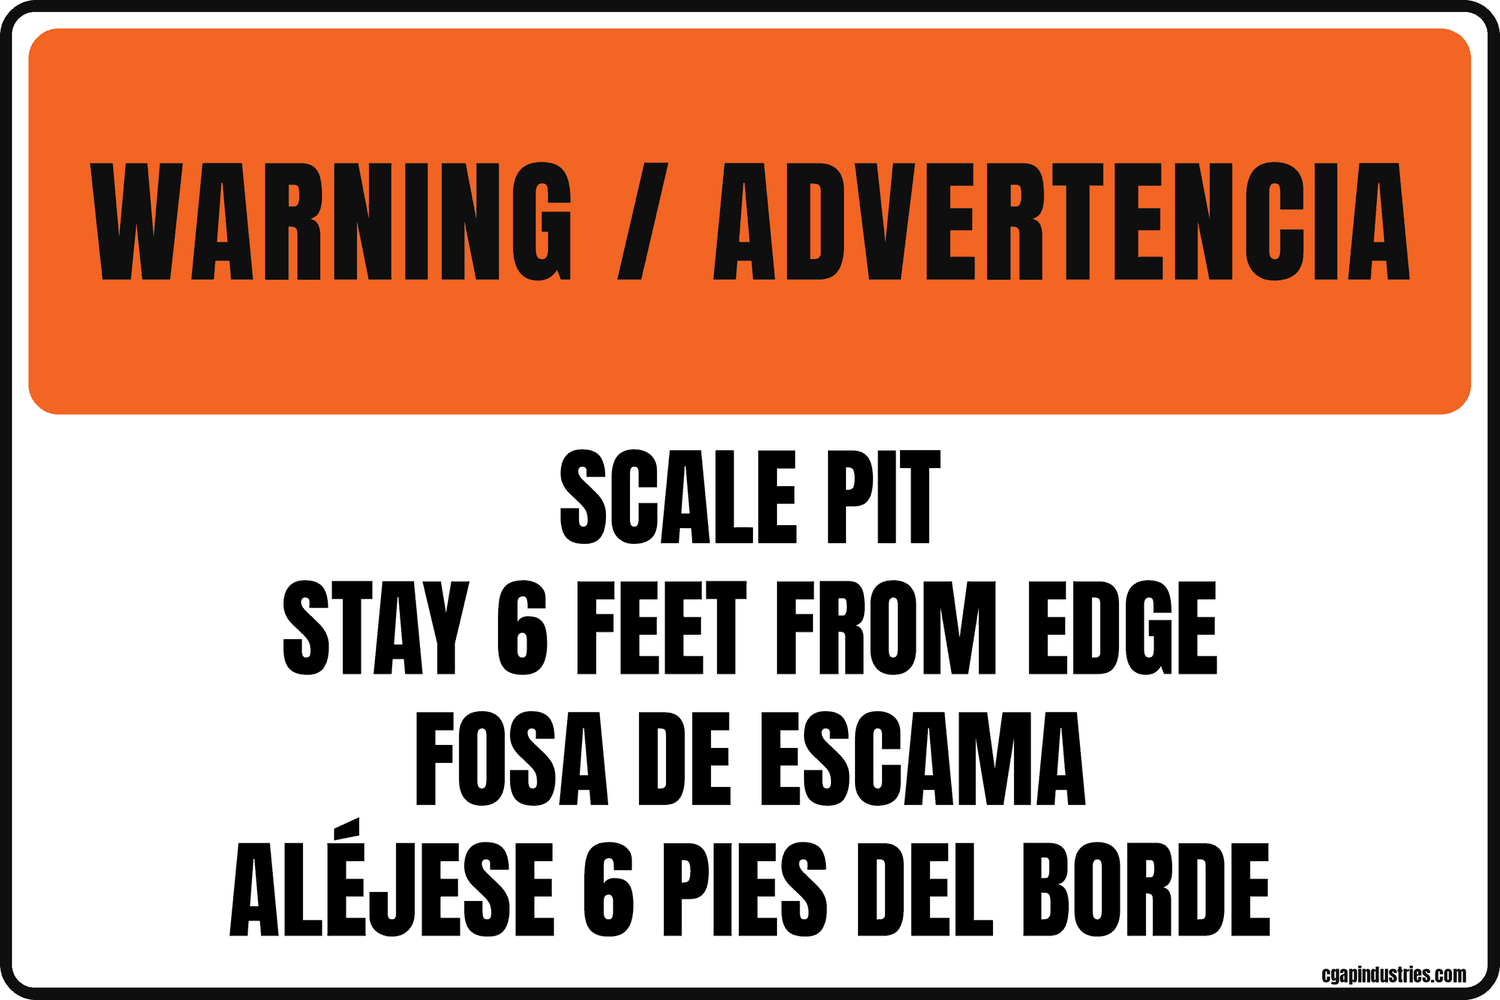 WARNING / ADVERTENCIA
SCALE PIT
STAY 6 FEET FROM EDGE
FOSA DE ESCAMA
ALÉJESE 6 PIES DEL BORDE
cgapindustries.com